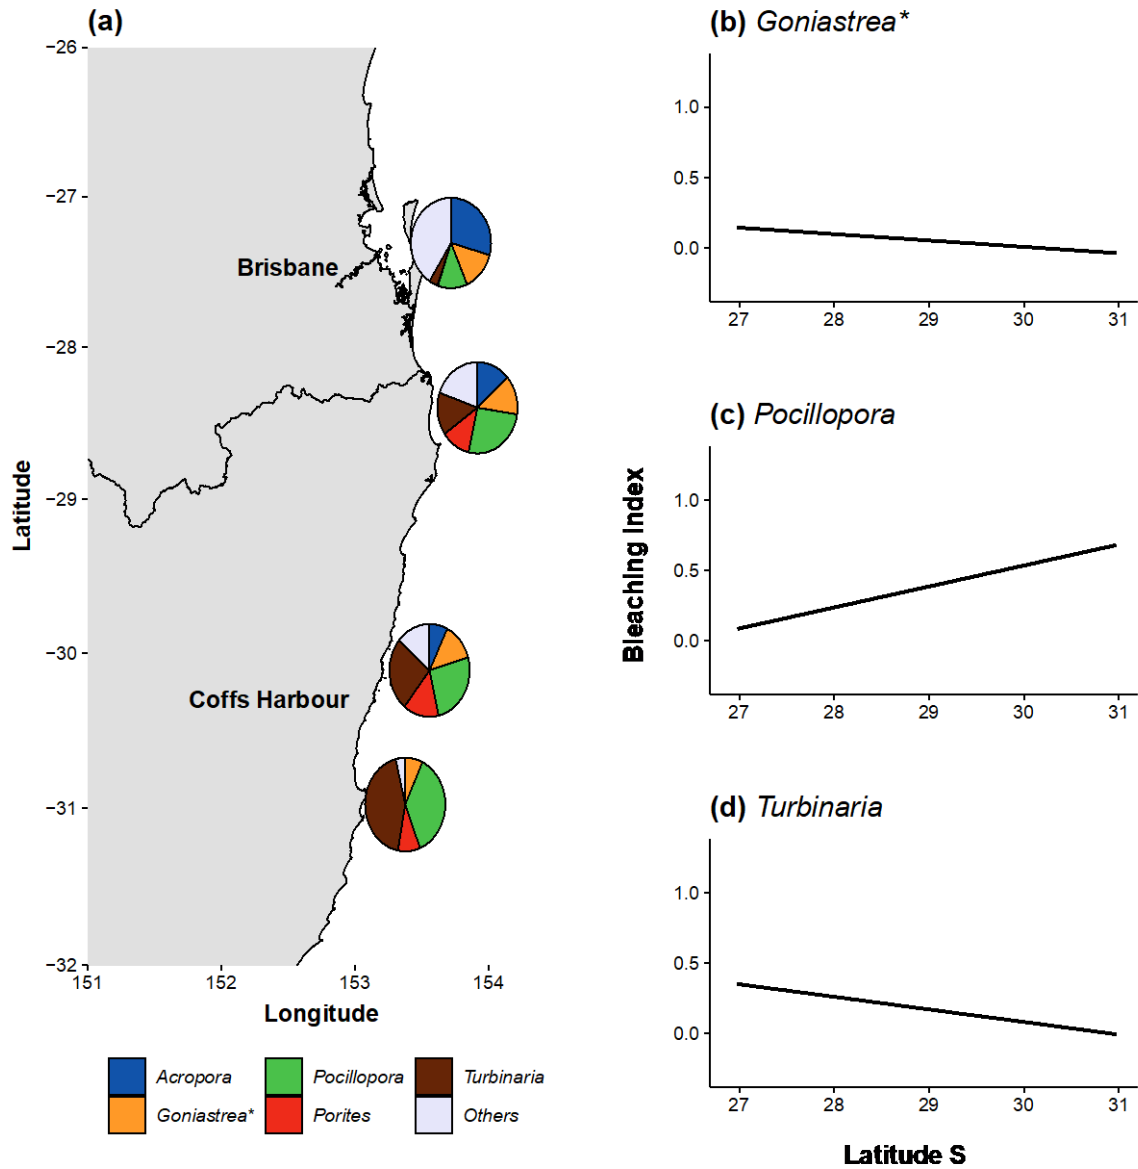 (a)
−26
−27
−28
−29
−30
−31
−32
Latitude
Brisbane
Coffs Harbour
151
152
153
154
Longitude
Acropora
Pocillopora
Turbinaria
Goniastrea*
Porites
Others
(b) Goniastrea*
1.0
0.5
0.0
27
28
29
30
31
(c) Pocillopora
1.0
0.5
0.0
27
28
29
30
31
Bleaching Index
(d) Turbinaria
1.0
0.5
0.0
27
28
29
30
31
Latitude S